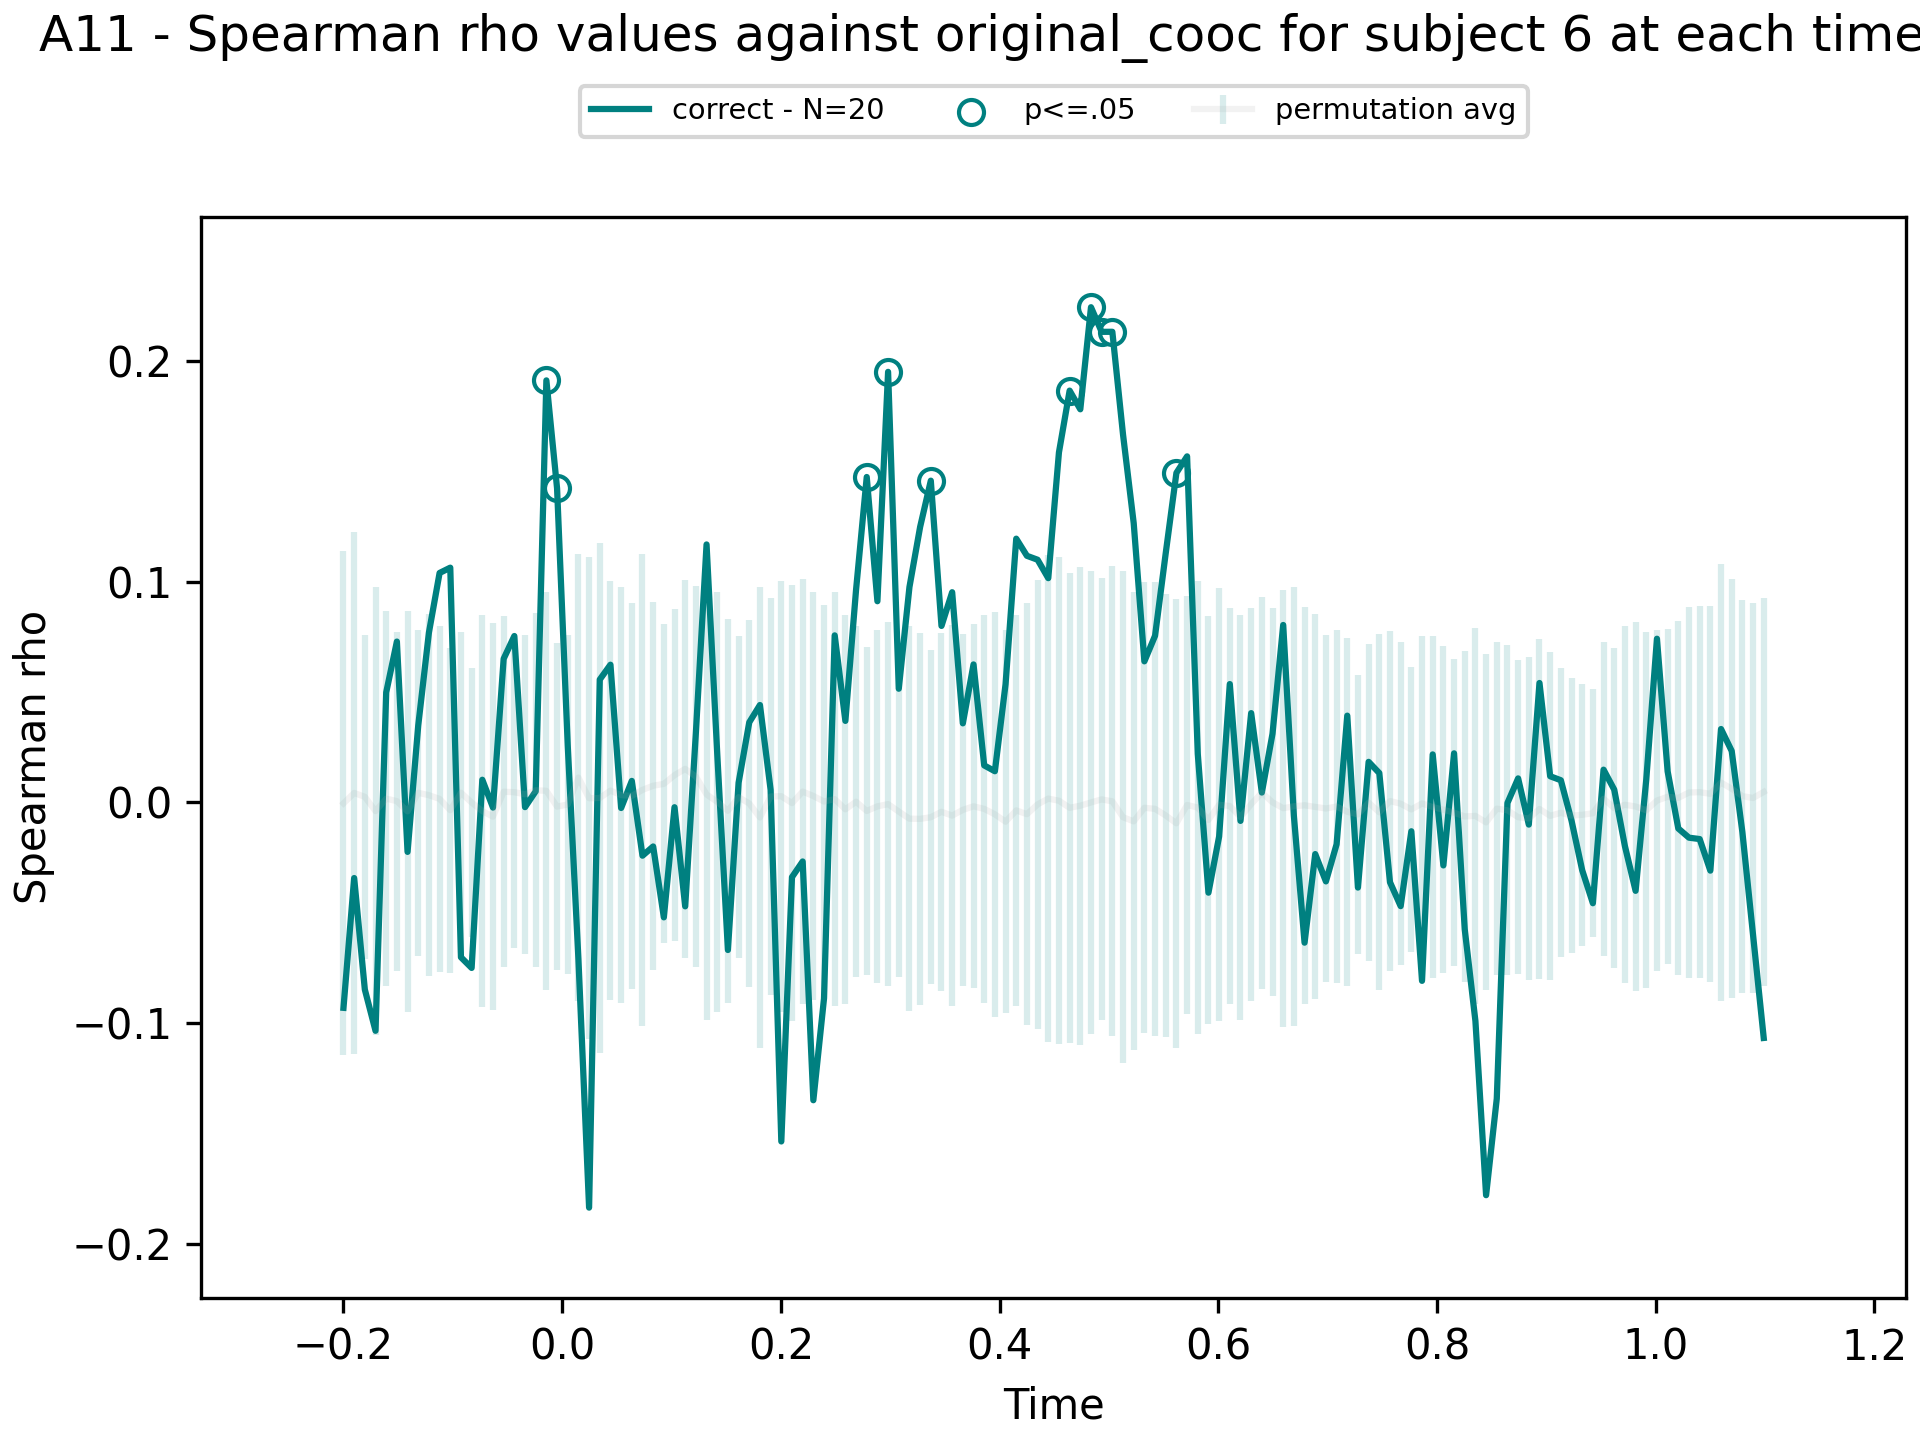 A11 - Spearman rho values against original_cooc for subject 6 at each time
correct - N=20 p<=.05 permutation avg
Spearman rho
0.2
0.1
0.0
−0.1
−0.2
−0.2 0.0 0.2 0.4 0.6 0.8 1.0 1.2
Time